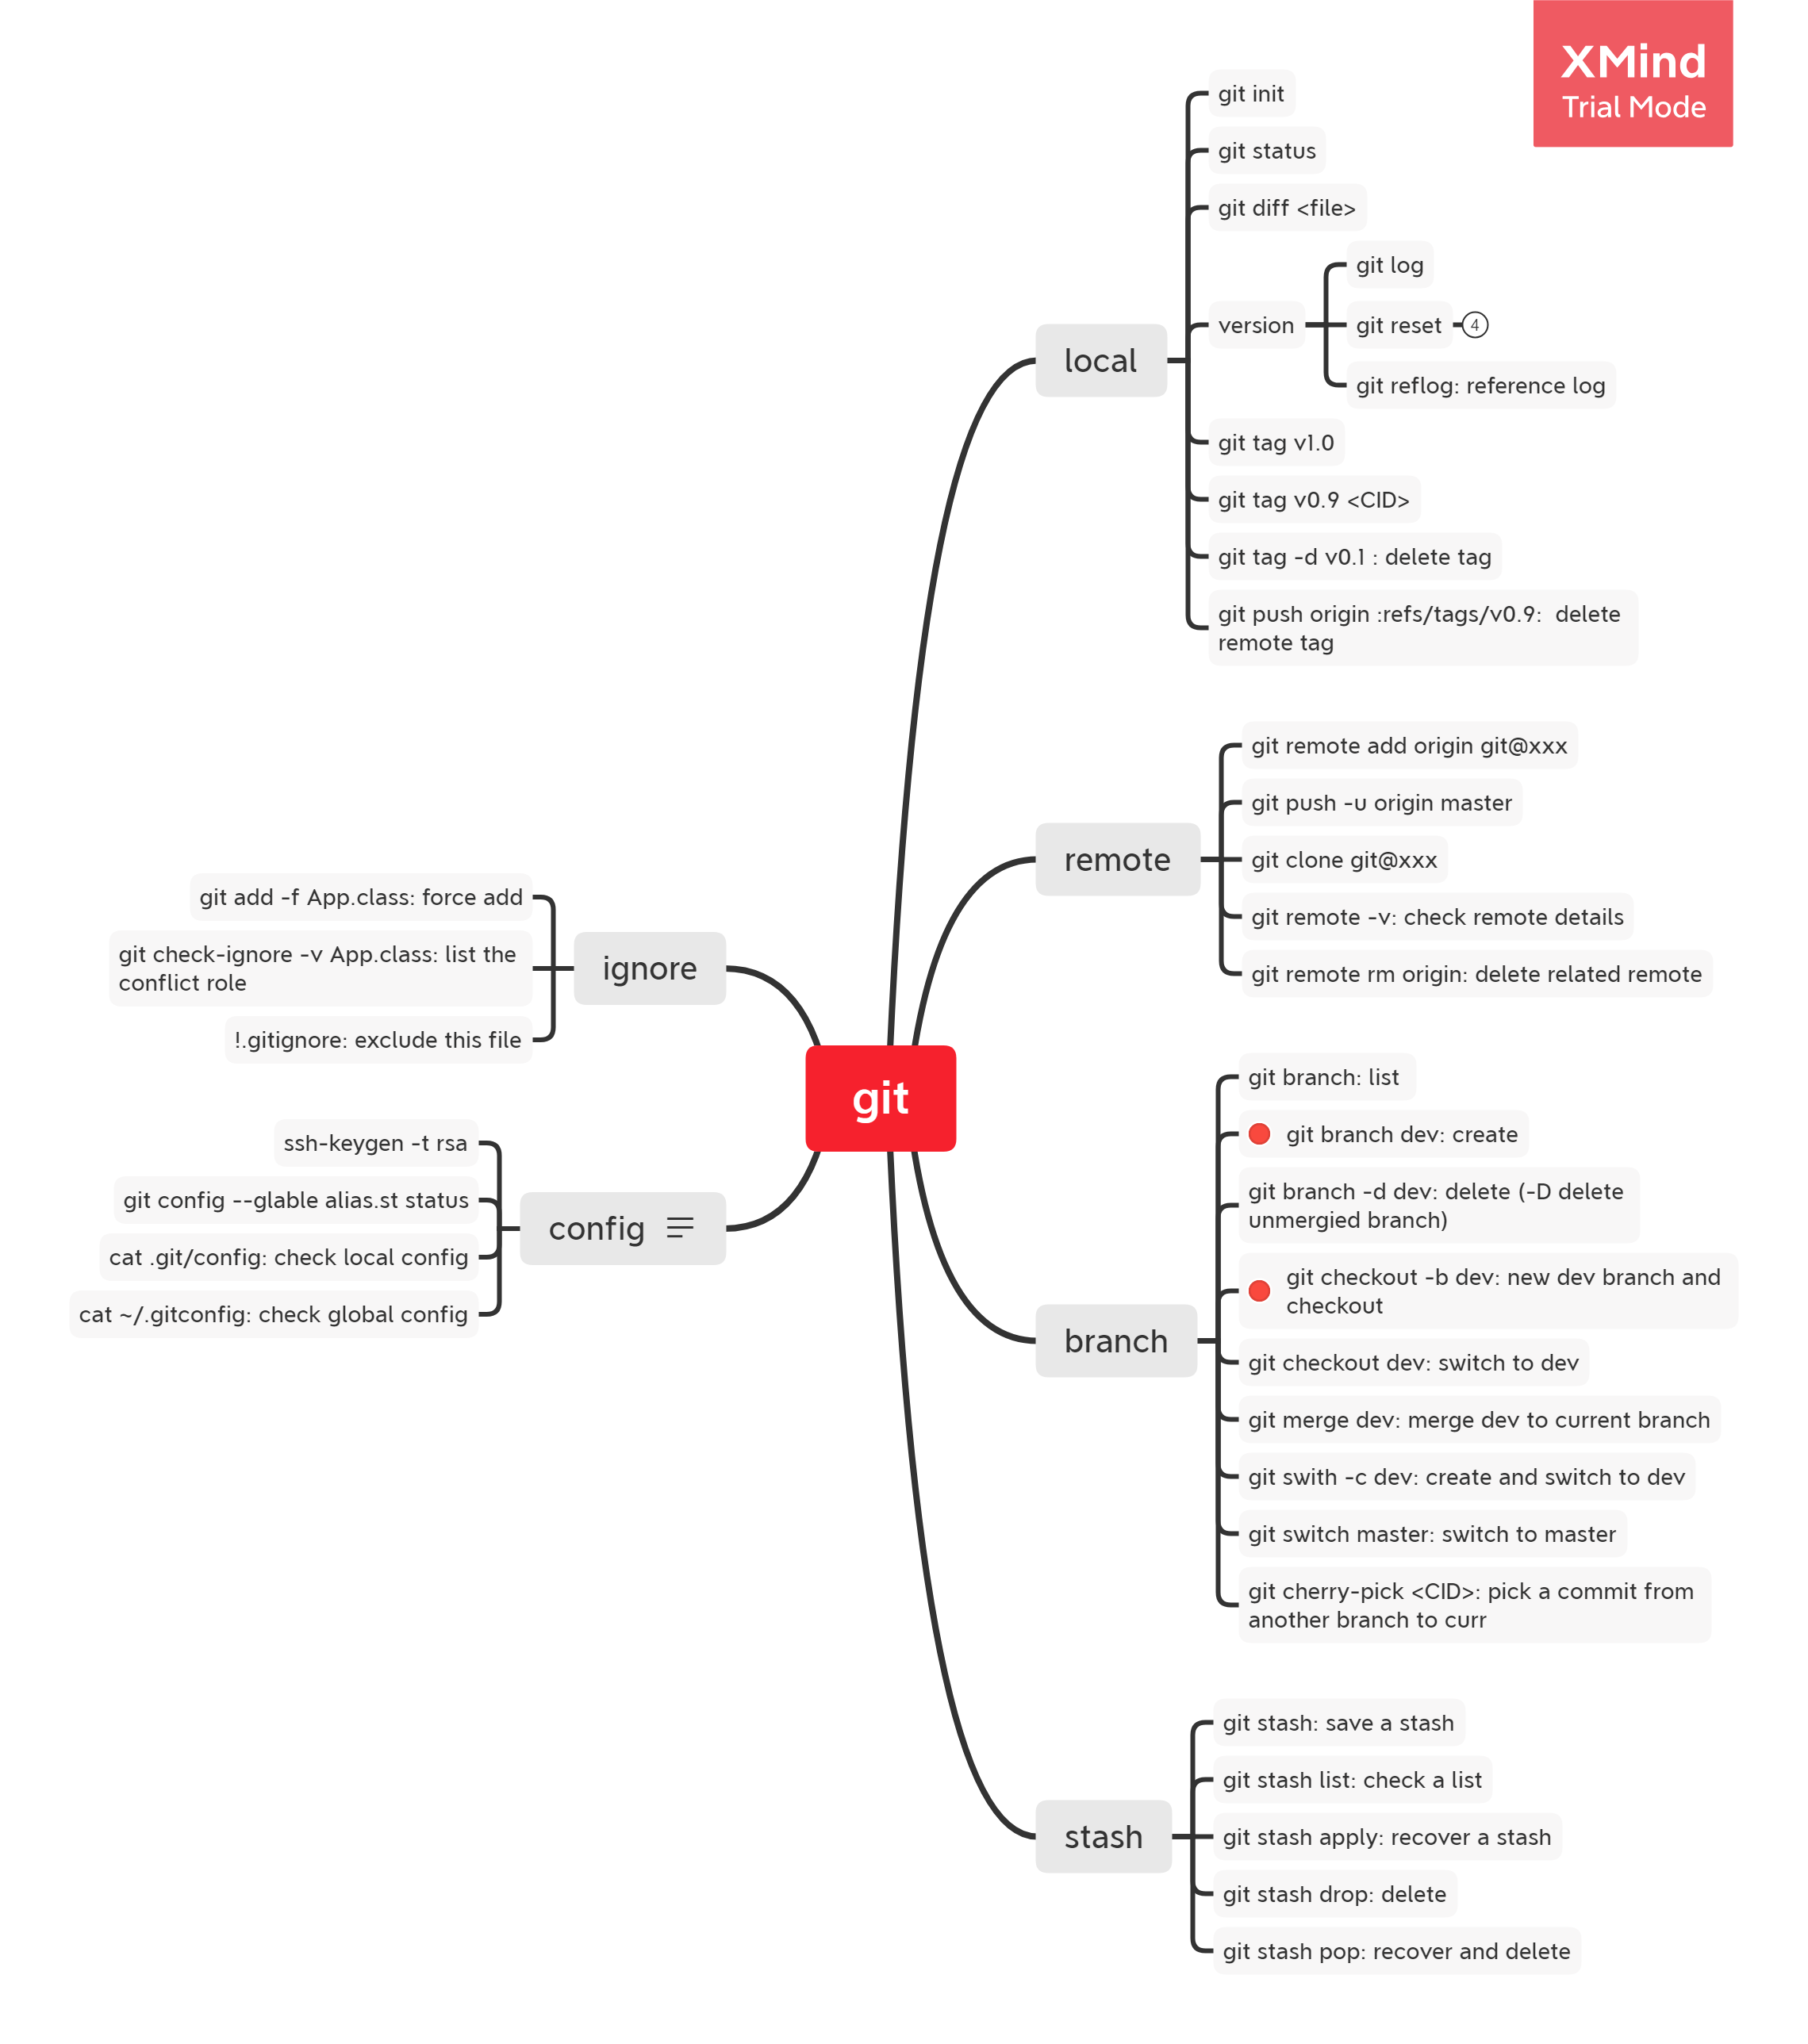 XMind
Trial Mode
git
local
git init
git status
git diff <file>
version
git log
git reset
4
git reflog: reference log
git tag v1.0
git tag v0.9 <CID>
git tag -d v0.1 : delete tag
git push origin :refs/tags/v0.9:  delete
remote tag
remote
git remote add origin git@xxx
git push -u origin master
git clone git@xxx
git remote -v: check remote details
git remote rm origin: delete related remote
branch
git branch: list
git branch dev: create
git branch -d dev: delete (-D delete
unmergied branch)
git checkout -b dev: new dev branch and
checkout
git checkout dev: switch to dev
git merge dev: merge dev to current branch
git swith -c dev: create and switch to dev
git switch master: switch to master
git cherry-pick <CID>: pick a commit from
another branch to curr
stash
git stash: save a stash
git stash list: check a list
git stash apply: recover a stash
git stash drop: delete
git stash pop: recover and delete
ignore
git add -f App.class: force add
git check-ignore -v App.class: list the
conflict role
!.gitignore: exclude this file
config
ssh-keygen -t rsa
git config --glable alias.st status
cat .git/config: check local config
cat ~/.gitconfig: check global config